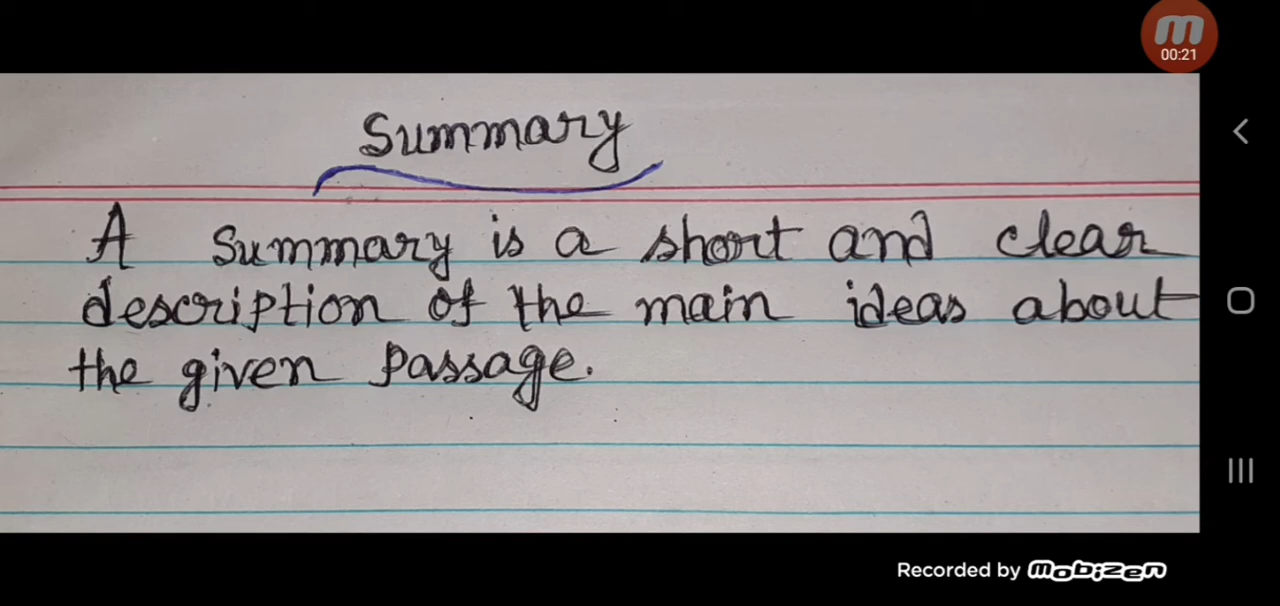 00:21
Summary
A summary is a short and clear
description of the main ideas about
the given passage.
Recorded by mobizen